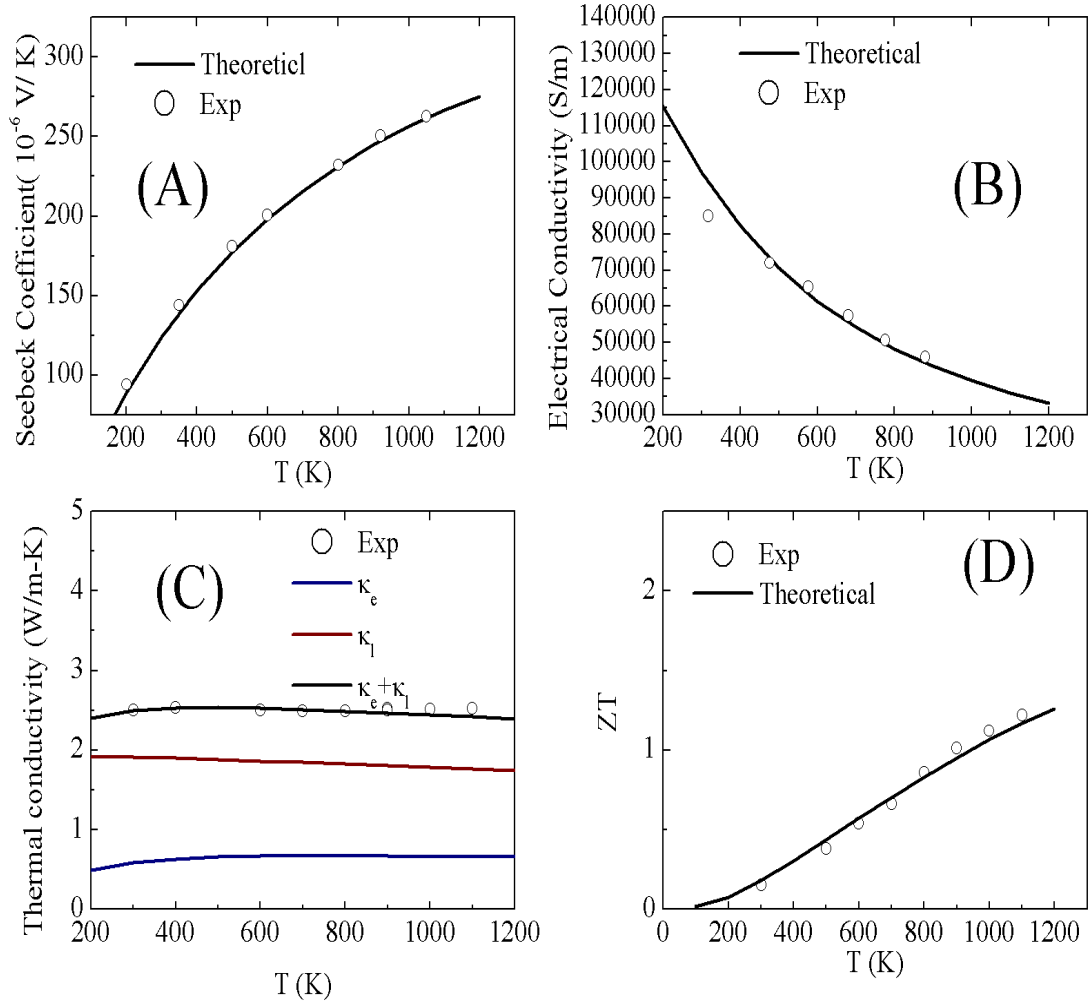 300
250
200
150
100
Seebeck Coefficient( 10⁻⁶ V/ K)
Theoreticl
Exp
(A)
200 400 600 800 1000 1200
T (K)
140000
130000
120000
110000
100000
90000
80000
70000
60000
50000
40000
30000
Electrical Conductivity (S/m)
Theoretical
Exp
(B)
200 400 600 800 1000 1200
T (K)
5
4
3
2
1
0
Thermal conductivity (W/m-K)
Exp
κₑ
κₗ
κₑ+κₗ
(C)
200 400 600 800 1000 1200
T (K)
2
1
0
ZT
Exp
Theoretical
(D)
0 200 400 600 800 1000 1200
T (K)